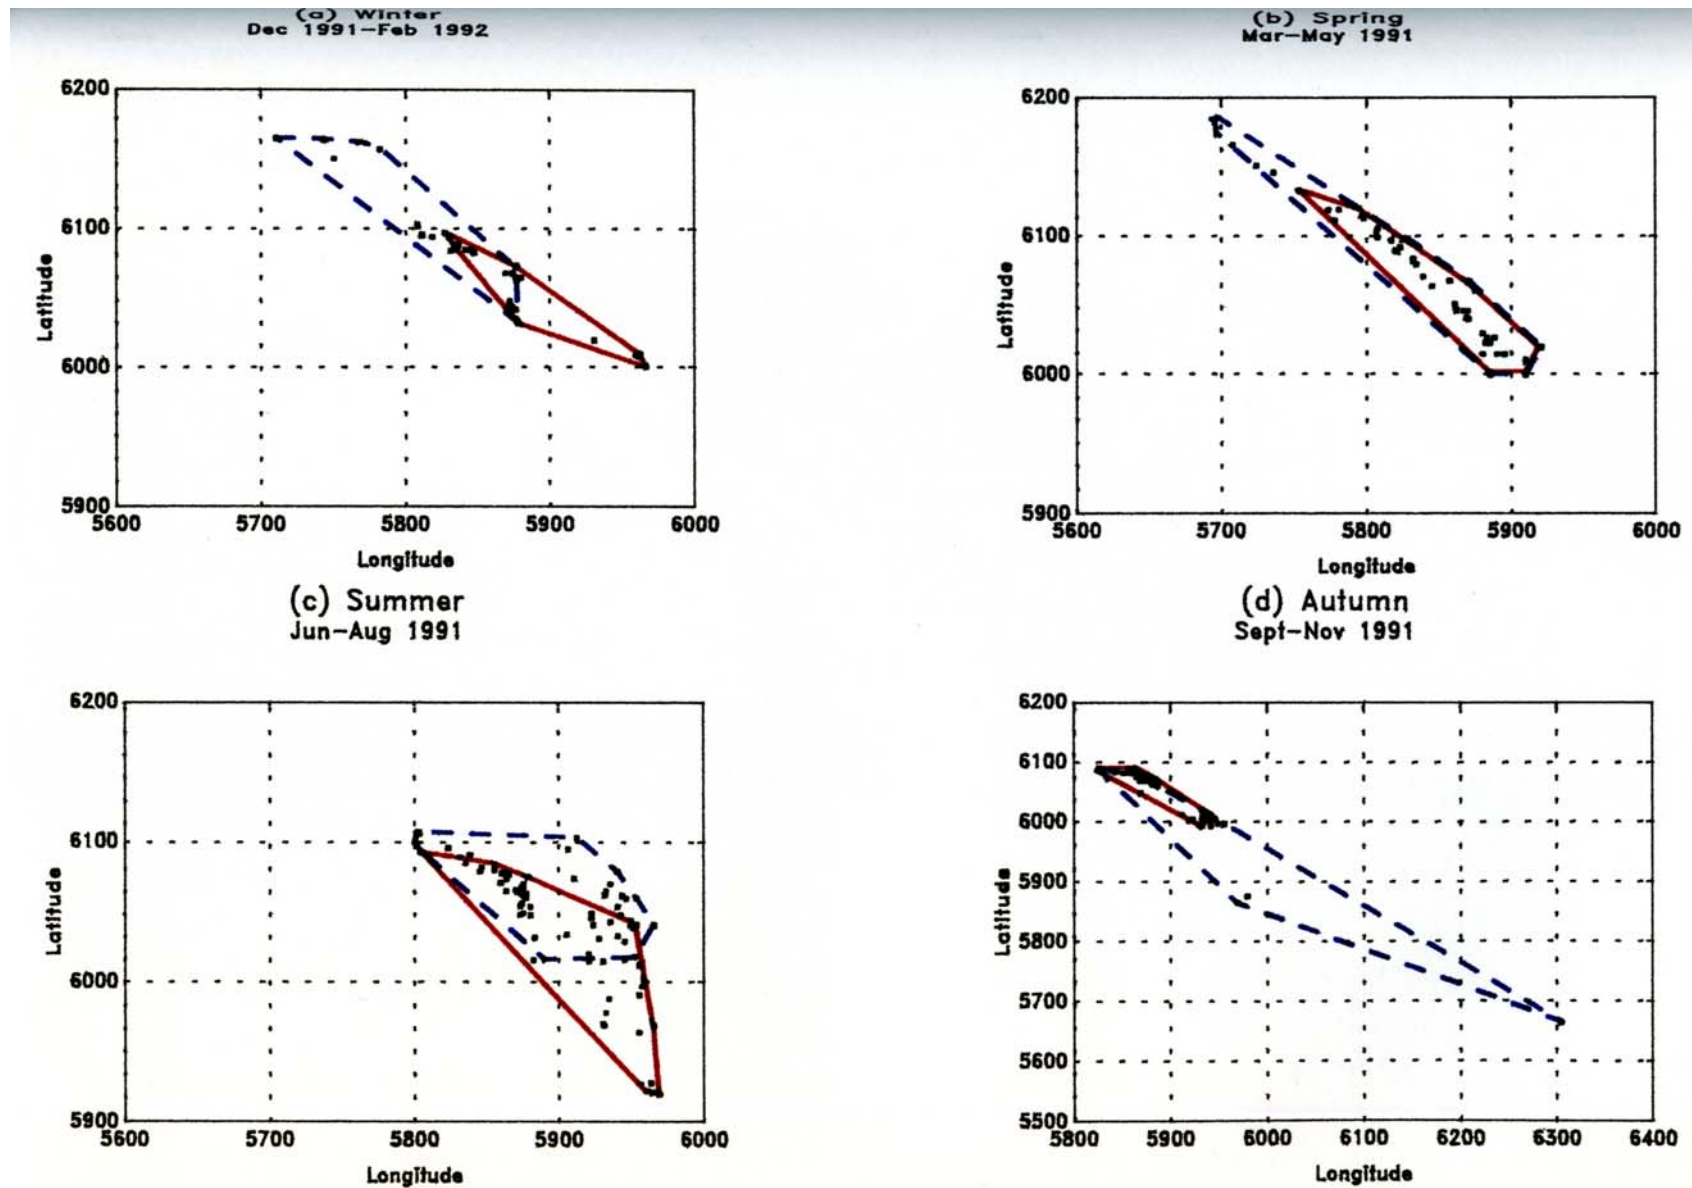 (a) Winter
Dec 1991-Feb 1992
6200
6100
6000
5900
5600 5700 5800 5900 6000
Latitude
Longitude
(b) Spring
Mar-May 1991
6200
6100
6000
5900
5600 5700 5800 5900 6000
Latitude
Longitude
(c) Summer
Jun-Aug 1991
6200
6100
6000
5900
5600 5700 5800 5900 6000
Latitude
Longitude
(d) Autumn
Sept-Nov 1991
6200
6100
6000
5900
5800
5700
5600
5500
5800 5900 6000 6100 6200 6300 6400
Latitude
Longitude